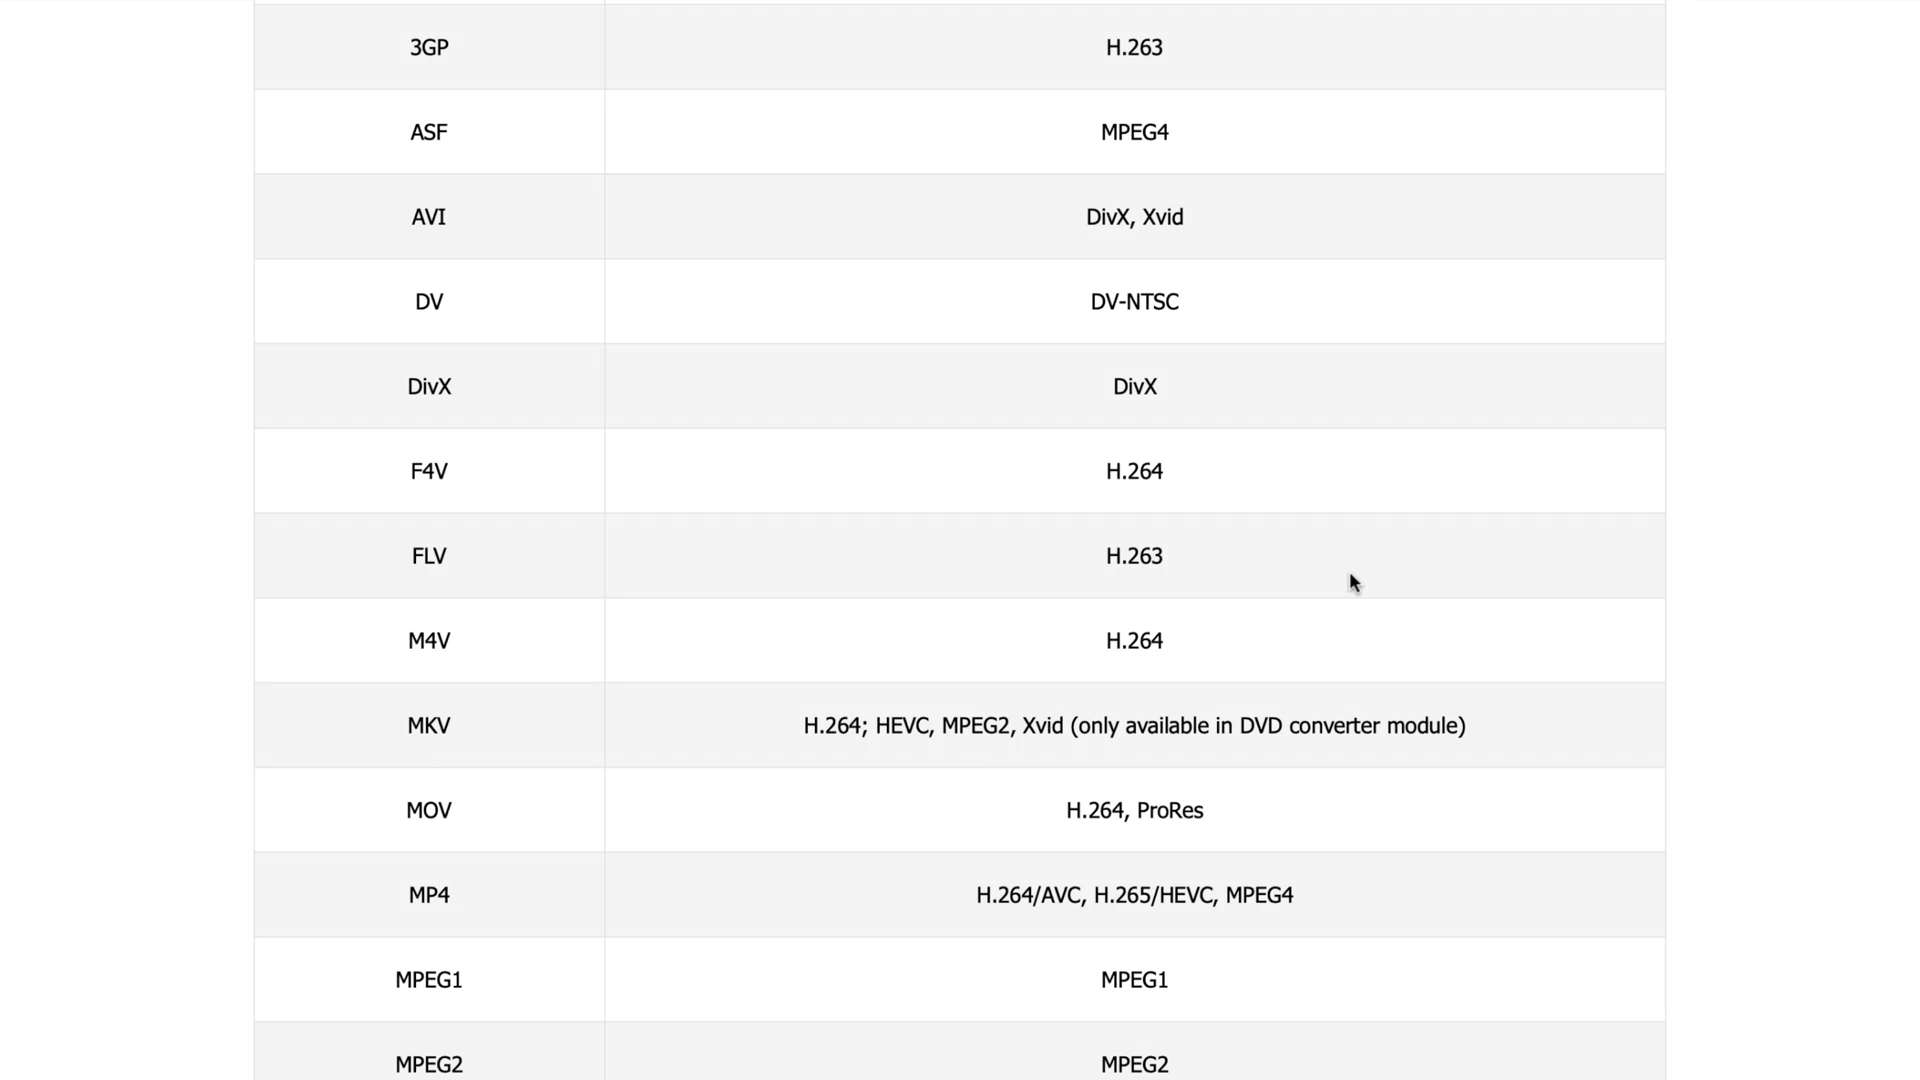 3GP H.263
ASF MPEG4
AVI DivX, Xvid
DV DV-NTSC
DivX DivX
F4V H.264
FLV H.263
M4V H.264
MKV H.264; HEVC, MPEG2, Xvid (only available in DVD converter module)
MOV H.264, ProRes
MP4 H.264/AVC, H.265/HEVC, MPEG4
MPEG1 MPEG1
MPEG2 MPEG2